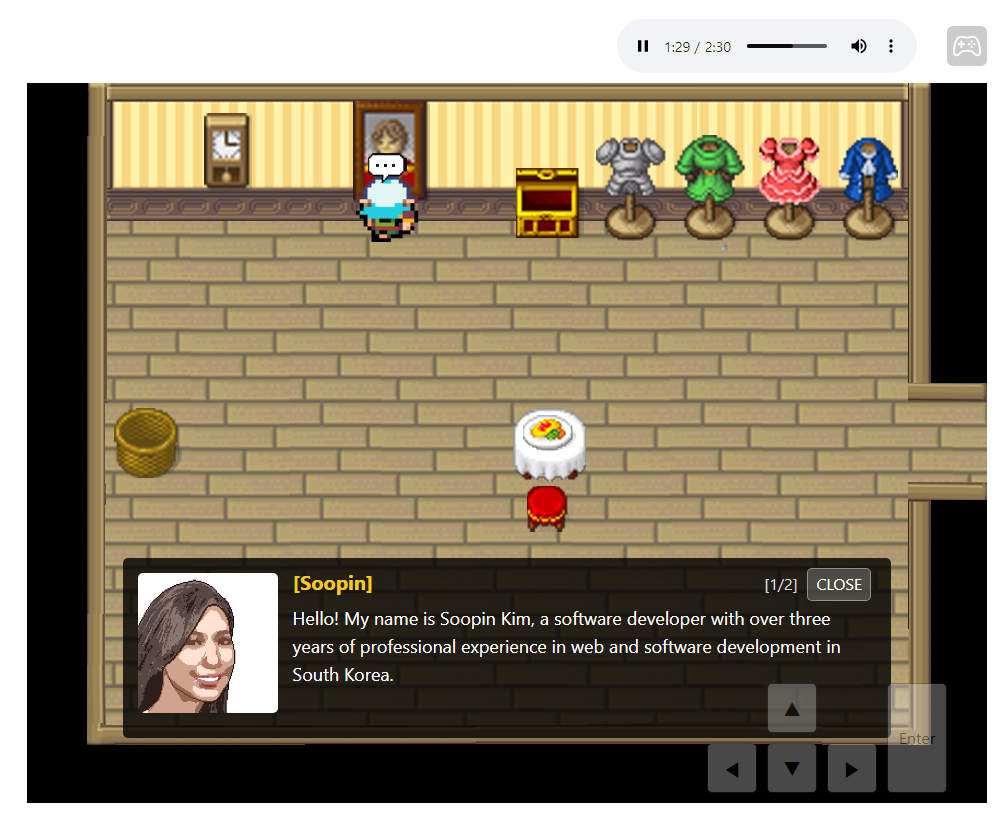 1:29 / 2:30
...
[Soopin]
[1/2] CLOSE
Hello! My name is Soopin Kim, a software developer with over three
years of professional experience in web and software development in
South Korea.
Enter